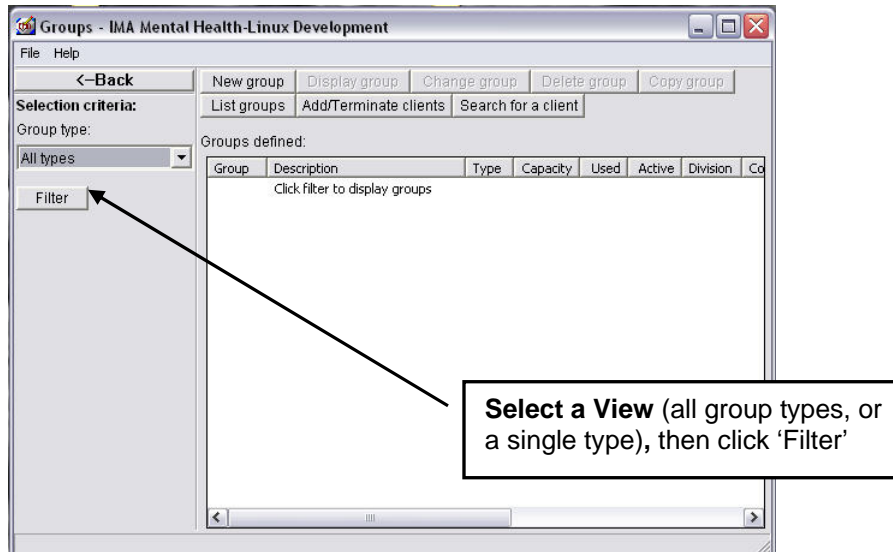 Groups - IMA Mental Health-Linux Development
File Help
<--Back
New group Display group Change group Delete group Copy group
Selection criteria:
List groups Add/Terminate clients Search for a client
Group type:
All types
Filter
Groups defined:
Group Description Type Capacity Used Active Division Co
Click filter to display groups
Select a View (all group types, or
a single type), then click ‘Filter’